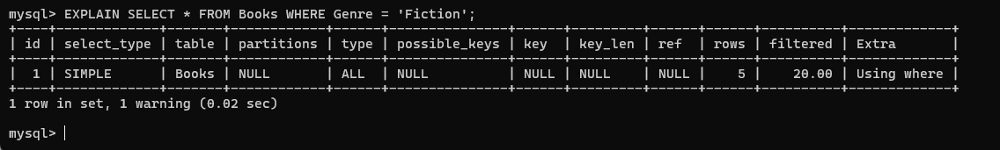 mysql> EXPLAIN SELECT * FROM Books WHERE Genre = 'Fiction';
+----+-------------+-------+------------+------+---------------+------+---------+------+------+----------+-------------+
| id | select_type | table | partitions | type | possible_keys | key  | key_len | ref  | rows | filtered | Extra       |
+----+-------------+-------+------------+------+---------------+------+---------+------+------+----------+-------------+
|  1 | SIMPLE      | Books | NULL       | ALL  | NULL          | NULL | NULL    | NULL |    5 |    20.00 | Using where |
+----+-------------+-------+------------+------+---------------+------+---------+------+------+----------+-------------+
1 row in set, 1 warning (0.02 sec)
mysql>